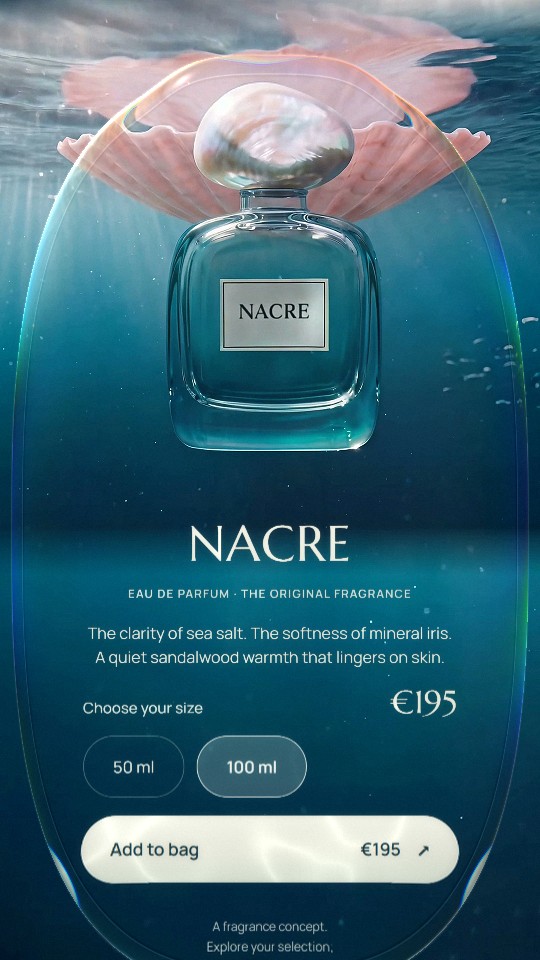 NACRE
NACRE
EAU DE PARFUM · THE ORIGINAL FRAGRANCE
The clarity of sea salt. The softness of mineral iris.
A quiet sandalwood warmth that lingers on skin.
Choose your size
€195
50 ml
100 ml
Add to bag €195 ↗
A fragrance concept.
Explore your selection,